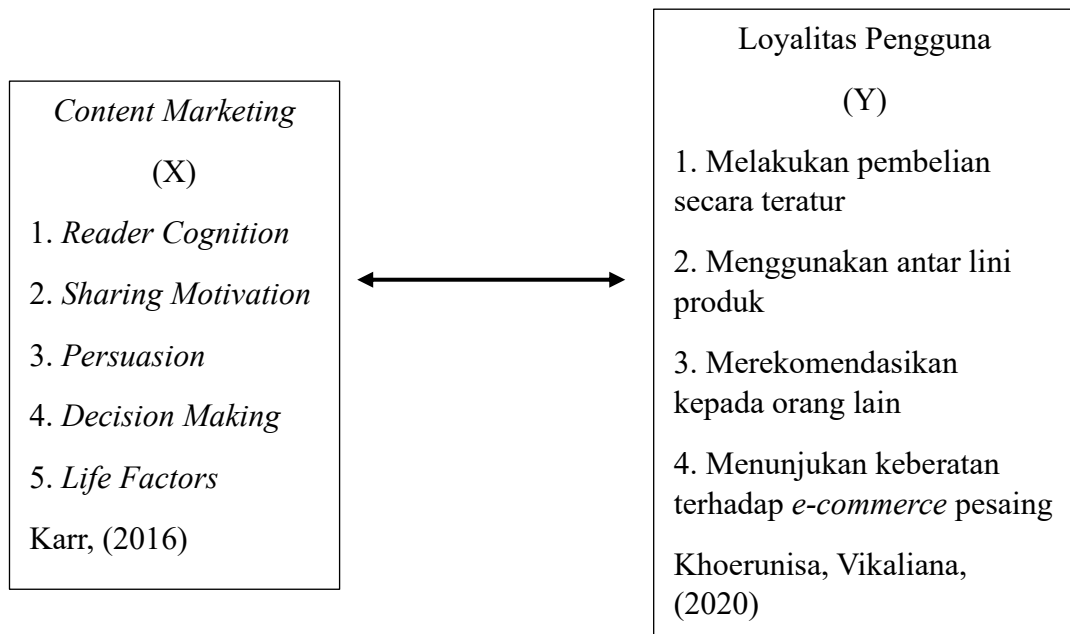 Content Marketing
(X)
1. Reader Cognition
2. Sharing Motivation
3. Persuasion
4. Decision Making
5. Life Factors
Karr, (2016)
Loyalitas Pengguna
(Y)
1. Melakukan pembelian
secara teratur
2. Menggunakan antar lini
produk
3. Merekomendasikan
kepada orang lain
4. Menunjukan keberatan
terhadap e-commerce pesaing
Khoerunisa, Vikaliana,
(2020)